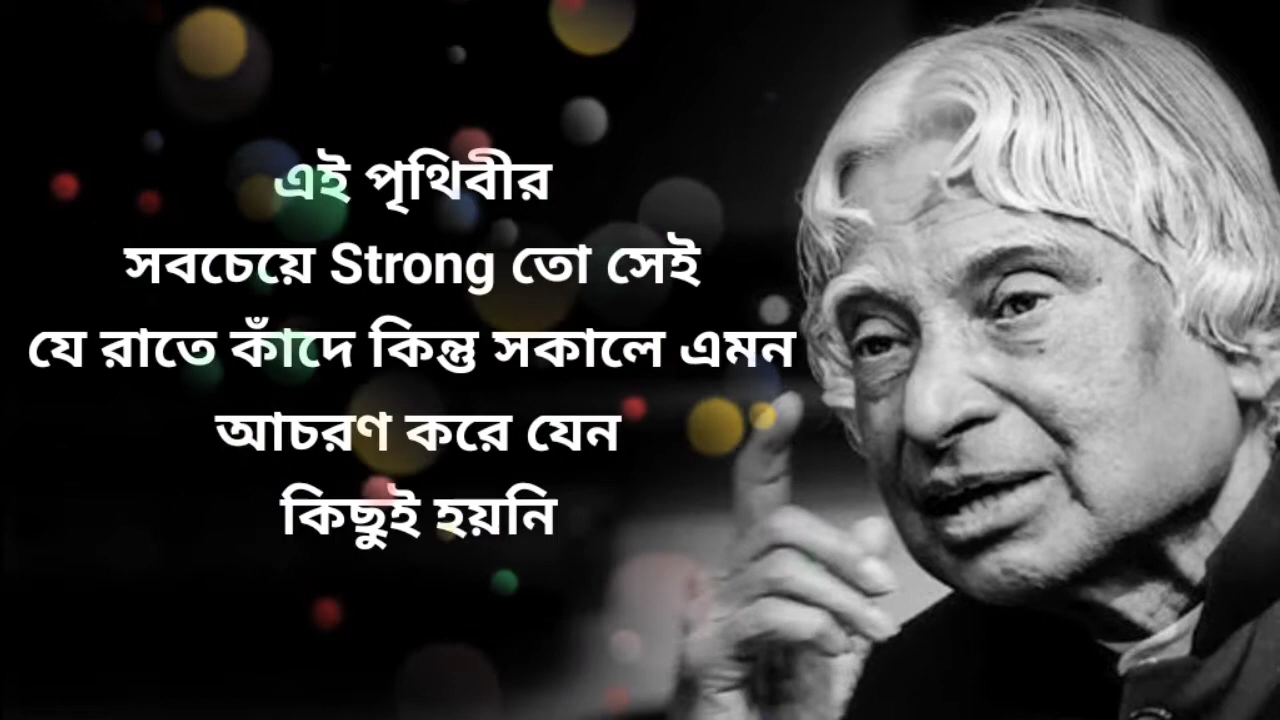 এই পৃথিবীর
সবচেয়ে Strong তো সেই
যে রাতে কাঁদে কিন্তু সকালে এমন
আচরণ করে যেন
কিছুই হয়নি